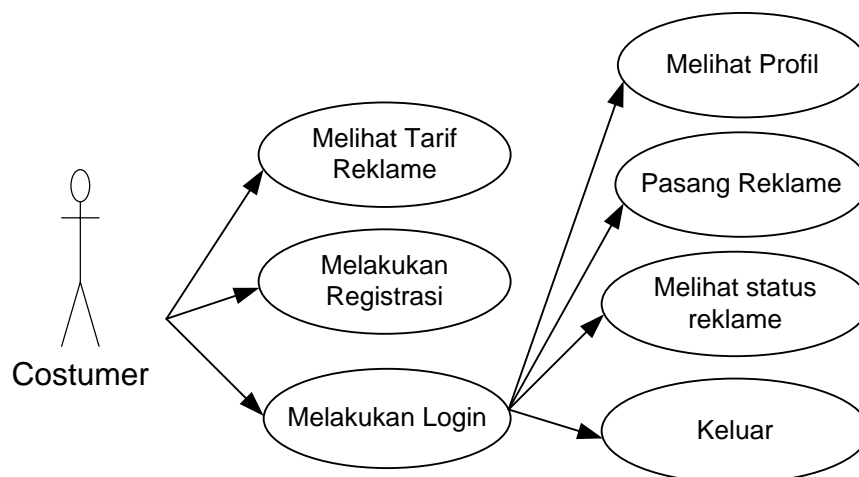 Melihat Profil
Melihat Tarif
Reklame
Pasang Reklame
Melakukan
Registrasi
Melihat status
reklame
Costumer
Melakukan Login
Keluar